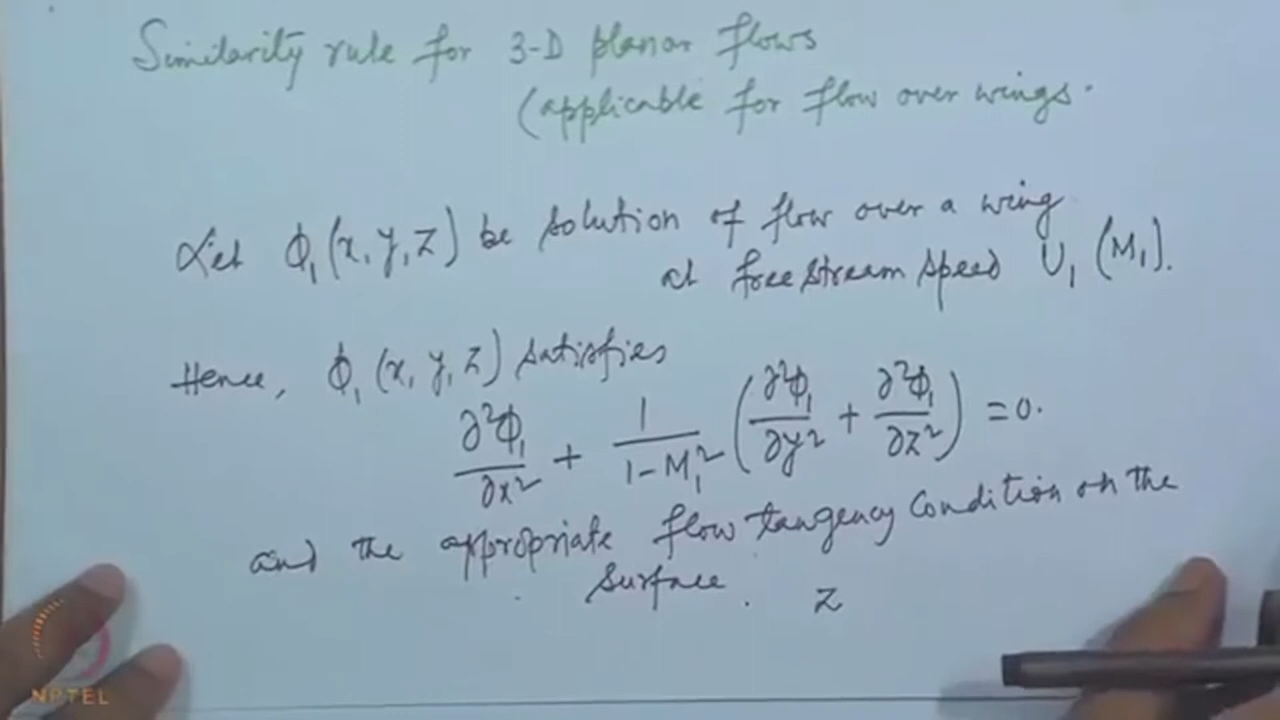 Similarity rule for 3-D planar flows
(applicable for flow over wings.
Let ϕ₁(x, y, z) be solution of flow over a wing
at freestream speed U₁ (M₁).
Hence, ϕ₁ (x, y, z) satisfies
∂²ϕ₁/∂x² + 1/(1-M₁²) (∂²ϕ₁/∂y² + ∂²ϕ₁/∂z²) = 0.
and the appropriate flow tangency condition on the
surface. z
NPTEL